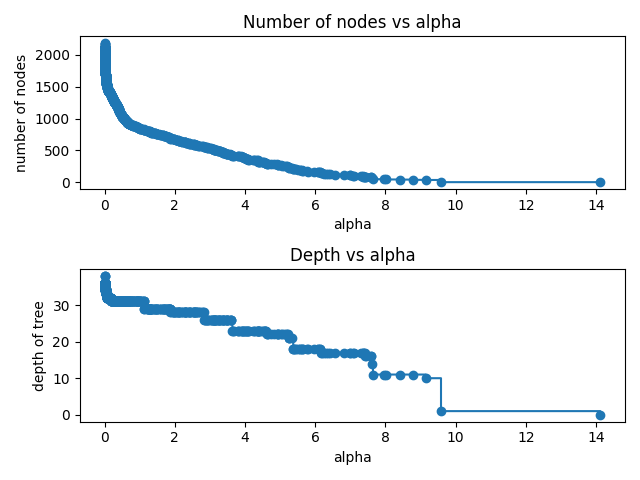 Number of nodes vs alpha
number of nodes
2000
1500
1000
500
0
0 2 4 6 8 10 12 14
alpha
Depth vs alpha
depth of tree
30
20
10
0
0 2 4 6 8 10 12 14
alpha